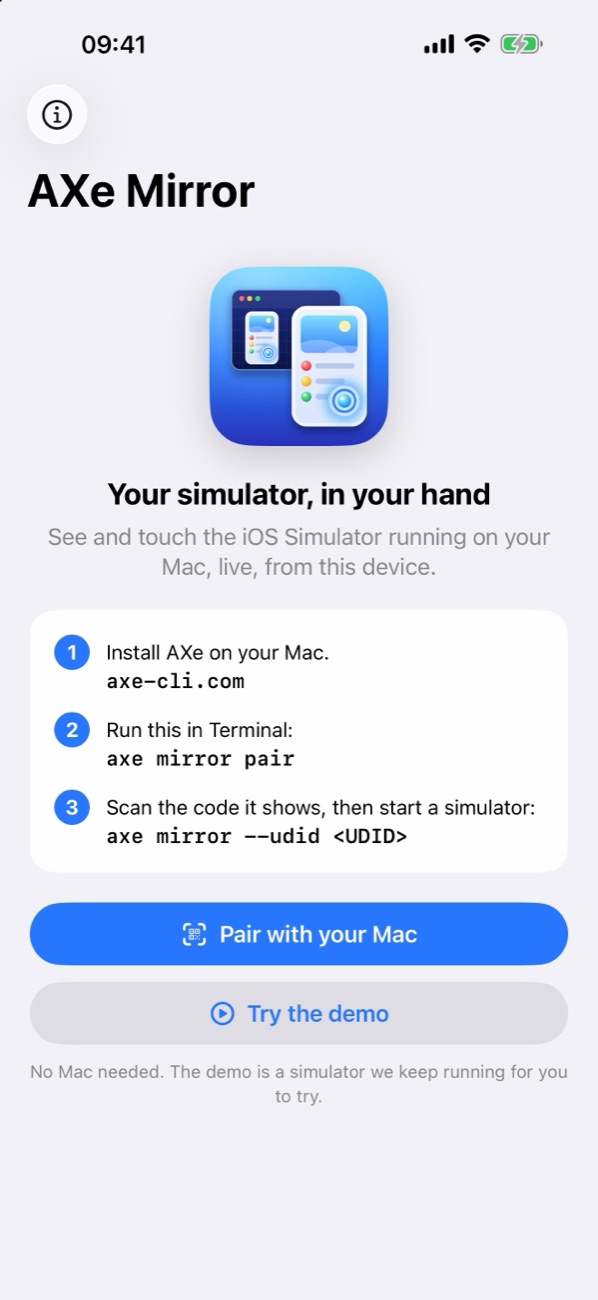 09:41
AXe Mirror
Your simulator, in your hand
See and touch the iOS Simulator running on your
Mac, live, from this device.
1 Install AXe on your Mac.
axe-cli.com
2 Run this in Terminal:
axe mirror pair
3 Scan the code it shows, then start a simulator:
axe mirror --udid <UDID>
Pair with your Mac
Try the demo
No Mac needed. The demo is a simulator we keep running for you
to try.